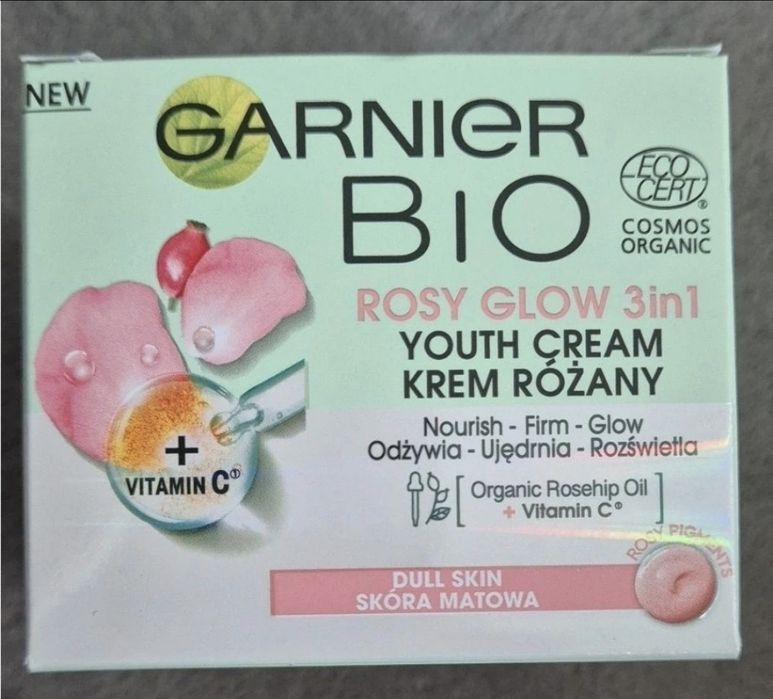 NEW
GARNIER
BIO
ECO
CERT
®
COSMOS
ORGANIC
ROSY GLOW 3in1
YOUTH CREAM
KREM RÓŻANY
Nourish - Firm - Glow
Odżywia - Ujędrnia - Rozświetla
+
VITAMIN C
Organic Rosehip Oil
+ Vitamin C
ROSY PIGMENTS
DULL SKIN
SKÓRA MATOWA